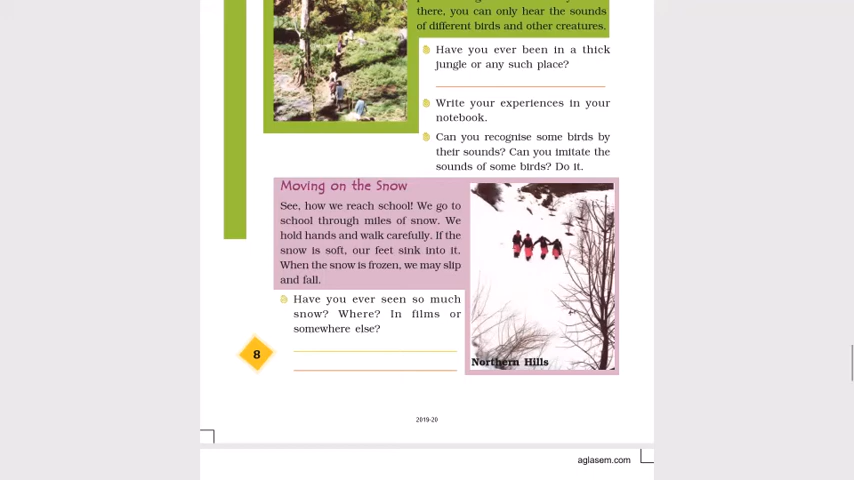 there, you can only hear the sounds
of different birds and other creatures.
Have you ever been in a thick
jungle or any such place?
Write your experiences in your
notebook.
Can you recognise some birds by
their sounds? Can you imitate the
sounds of some birds? Do it.
Moving on the Snow
See, how we reach school! We go to
school through miles of snow. We
hold hands and walk carefully. If the
snow is soft, our feet sink into it.
When the snow is frozen, we may slip
and fall.
Have you ever seen so much
snow? Where? In films or
somewhere else?
Northern Hills
8
2019-20
aglasem.com